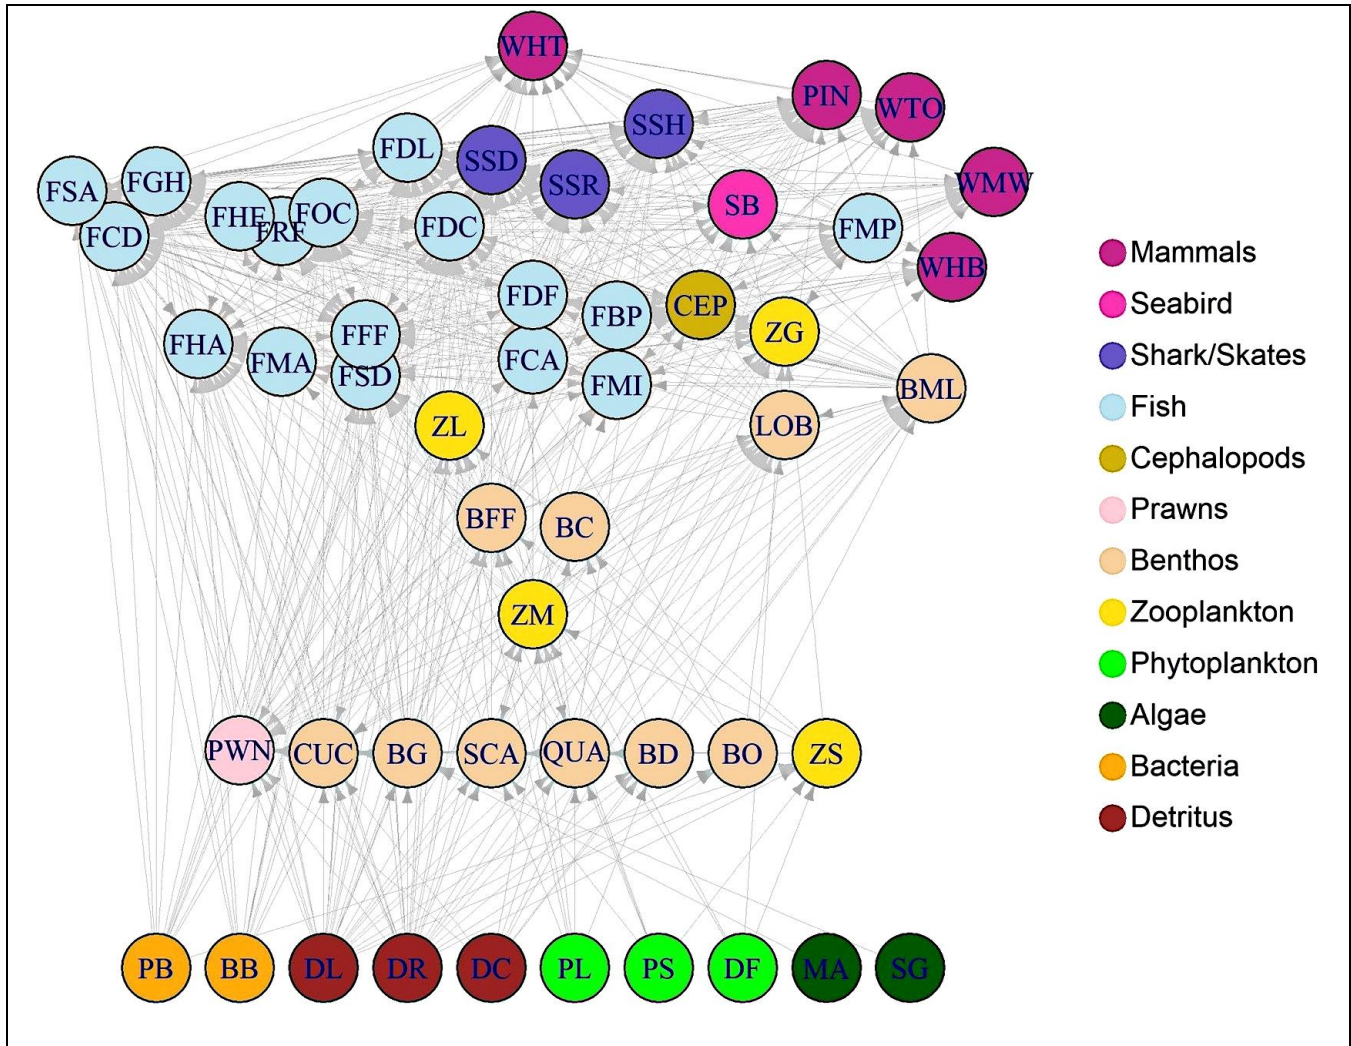 WHT
PIN
WTO
SSH
FDL
SSD
SSR
WMW
FSA
FGH
SB
FHE
FOC
FRF
FDC
FMP
FCD
WHB
FDF
CEP
FBP
ZG
FFF
FHA
FMA
FCA
FSD
FMI
BML
ZL
LOB
BFF
BC
ZM
PWN
CUC
BG
SCA
QUA
BD
BO
ZS
PB
BB
DL
DR
DC
PL
PS
DF
MA
SG
Mammals
Seabird
Shark/Skates
Fish
Cephalopods
Prawns
Benthos
Zooplankton
Phytoplankton
Algae
Bacteria
Detritus